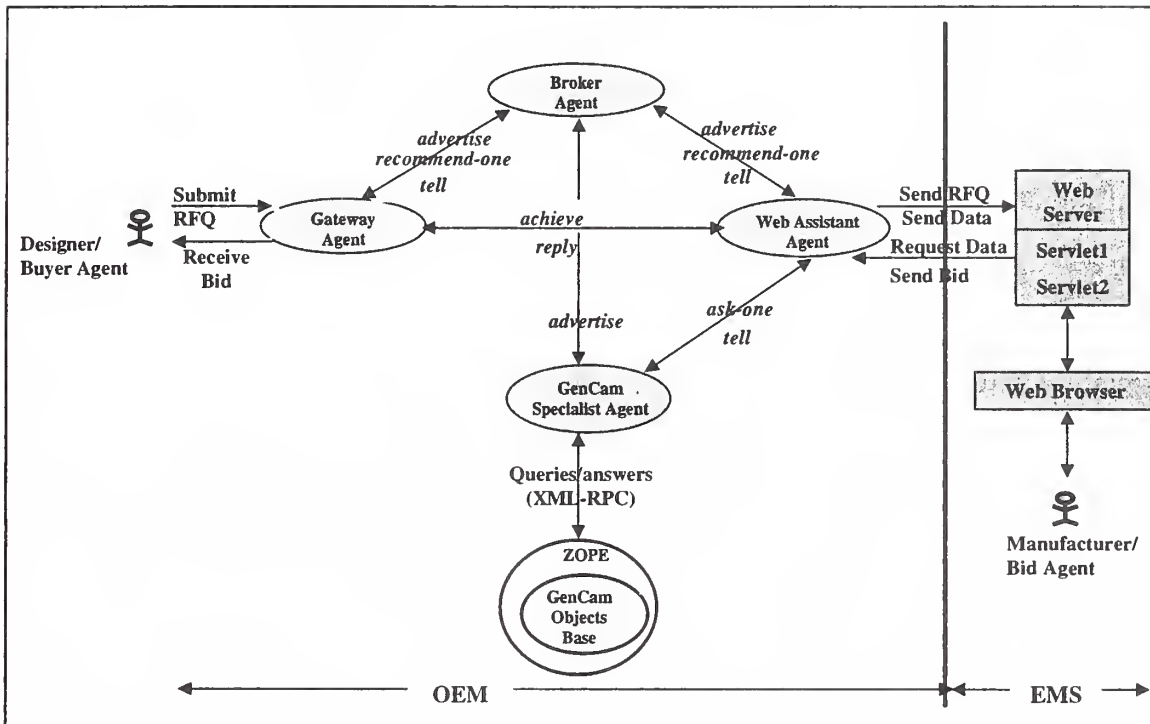 Broker
Agent
advertise
recommend-one
tell
advertise
recommend-one
tell
Submit
RFQ
Receive
Bid
Designer/
Buyer Agent
Gateway
Agent
achieve
reply
Web Assistant
Agent
Send RFQ
Send Data
Request Data
Send Bid
Web
Server
Servlet1
Servlet2
advertise
ask-one
tell
GenCam
Specialist Agent
Web Browser
Queries/answers
(XML-RPC)
Manufacturer/
Bid Agent
ZOPE
GenCam
Objects
Base
OEM
EMS